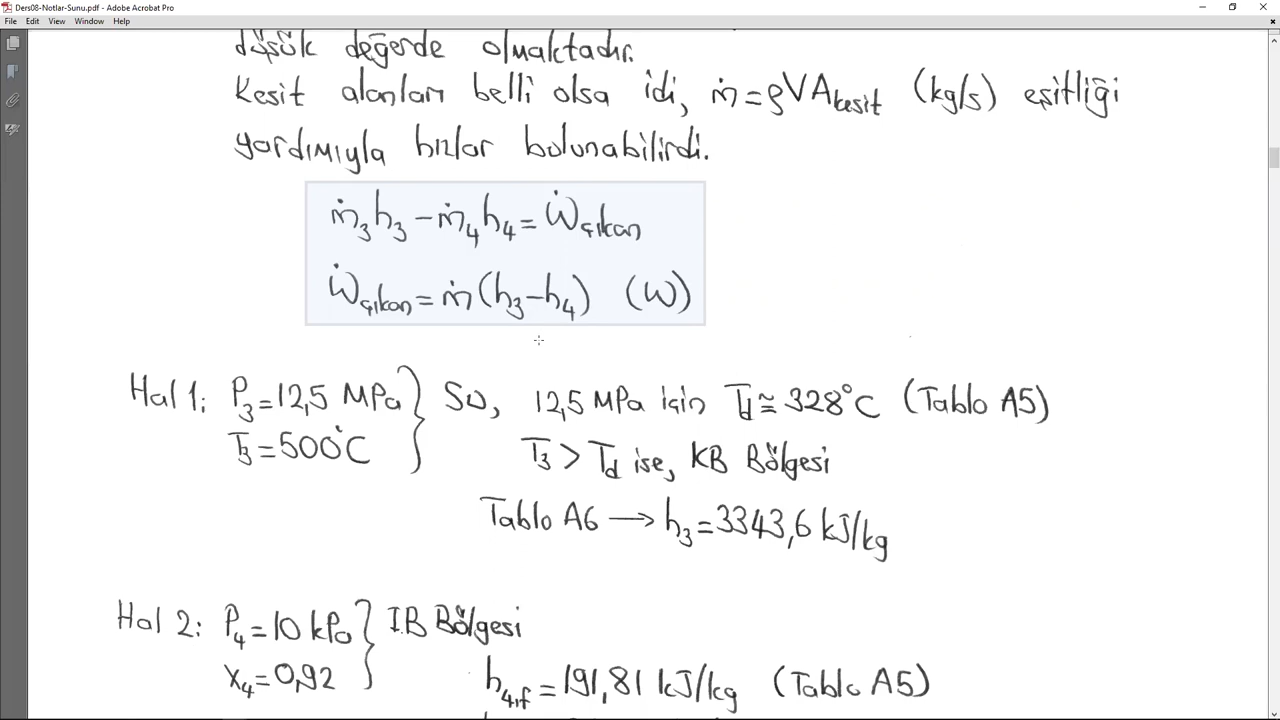 Ders08-Notlar-Sunu.pdf - Adobe Acrobat Pro
File Edit View Window Help
düşük değerde olmaktadır.
Kesit alanları belli olsa idi, ṁ=ρVAkesit (kg/s) eşitliği
yardımıyla hızlar bulunabilirdi.
ṁ₃h₃ - ṁ₄h₄ = Ẇçıkan
Ẇçıkan = ṁ(h₃-h₄) (W)
Hal 1: P₃=12,5 MPa } Su, 12,5 MPa için Td≅328°C (Tablo A5)
T₃=500°C T₃ > Td ise, KB Bölgesi
Tablo A6 → h₃=3343,6 kJ/kg
Hal 2: P₄=10 kPa } I.B Bölgesi
x₄=0,92 h₄,f=191,81 kJ/kg (Tablo A5)